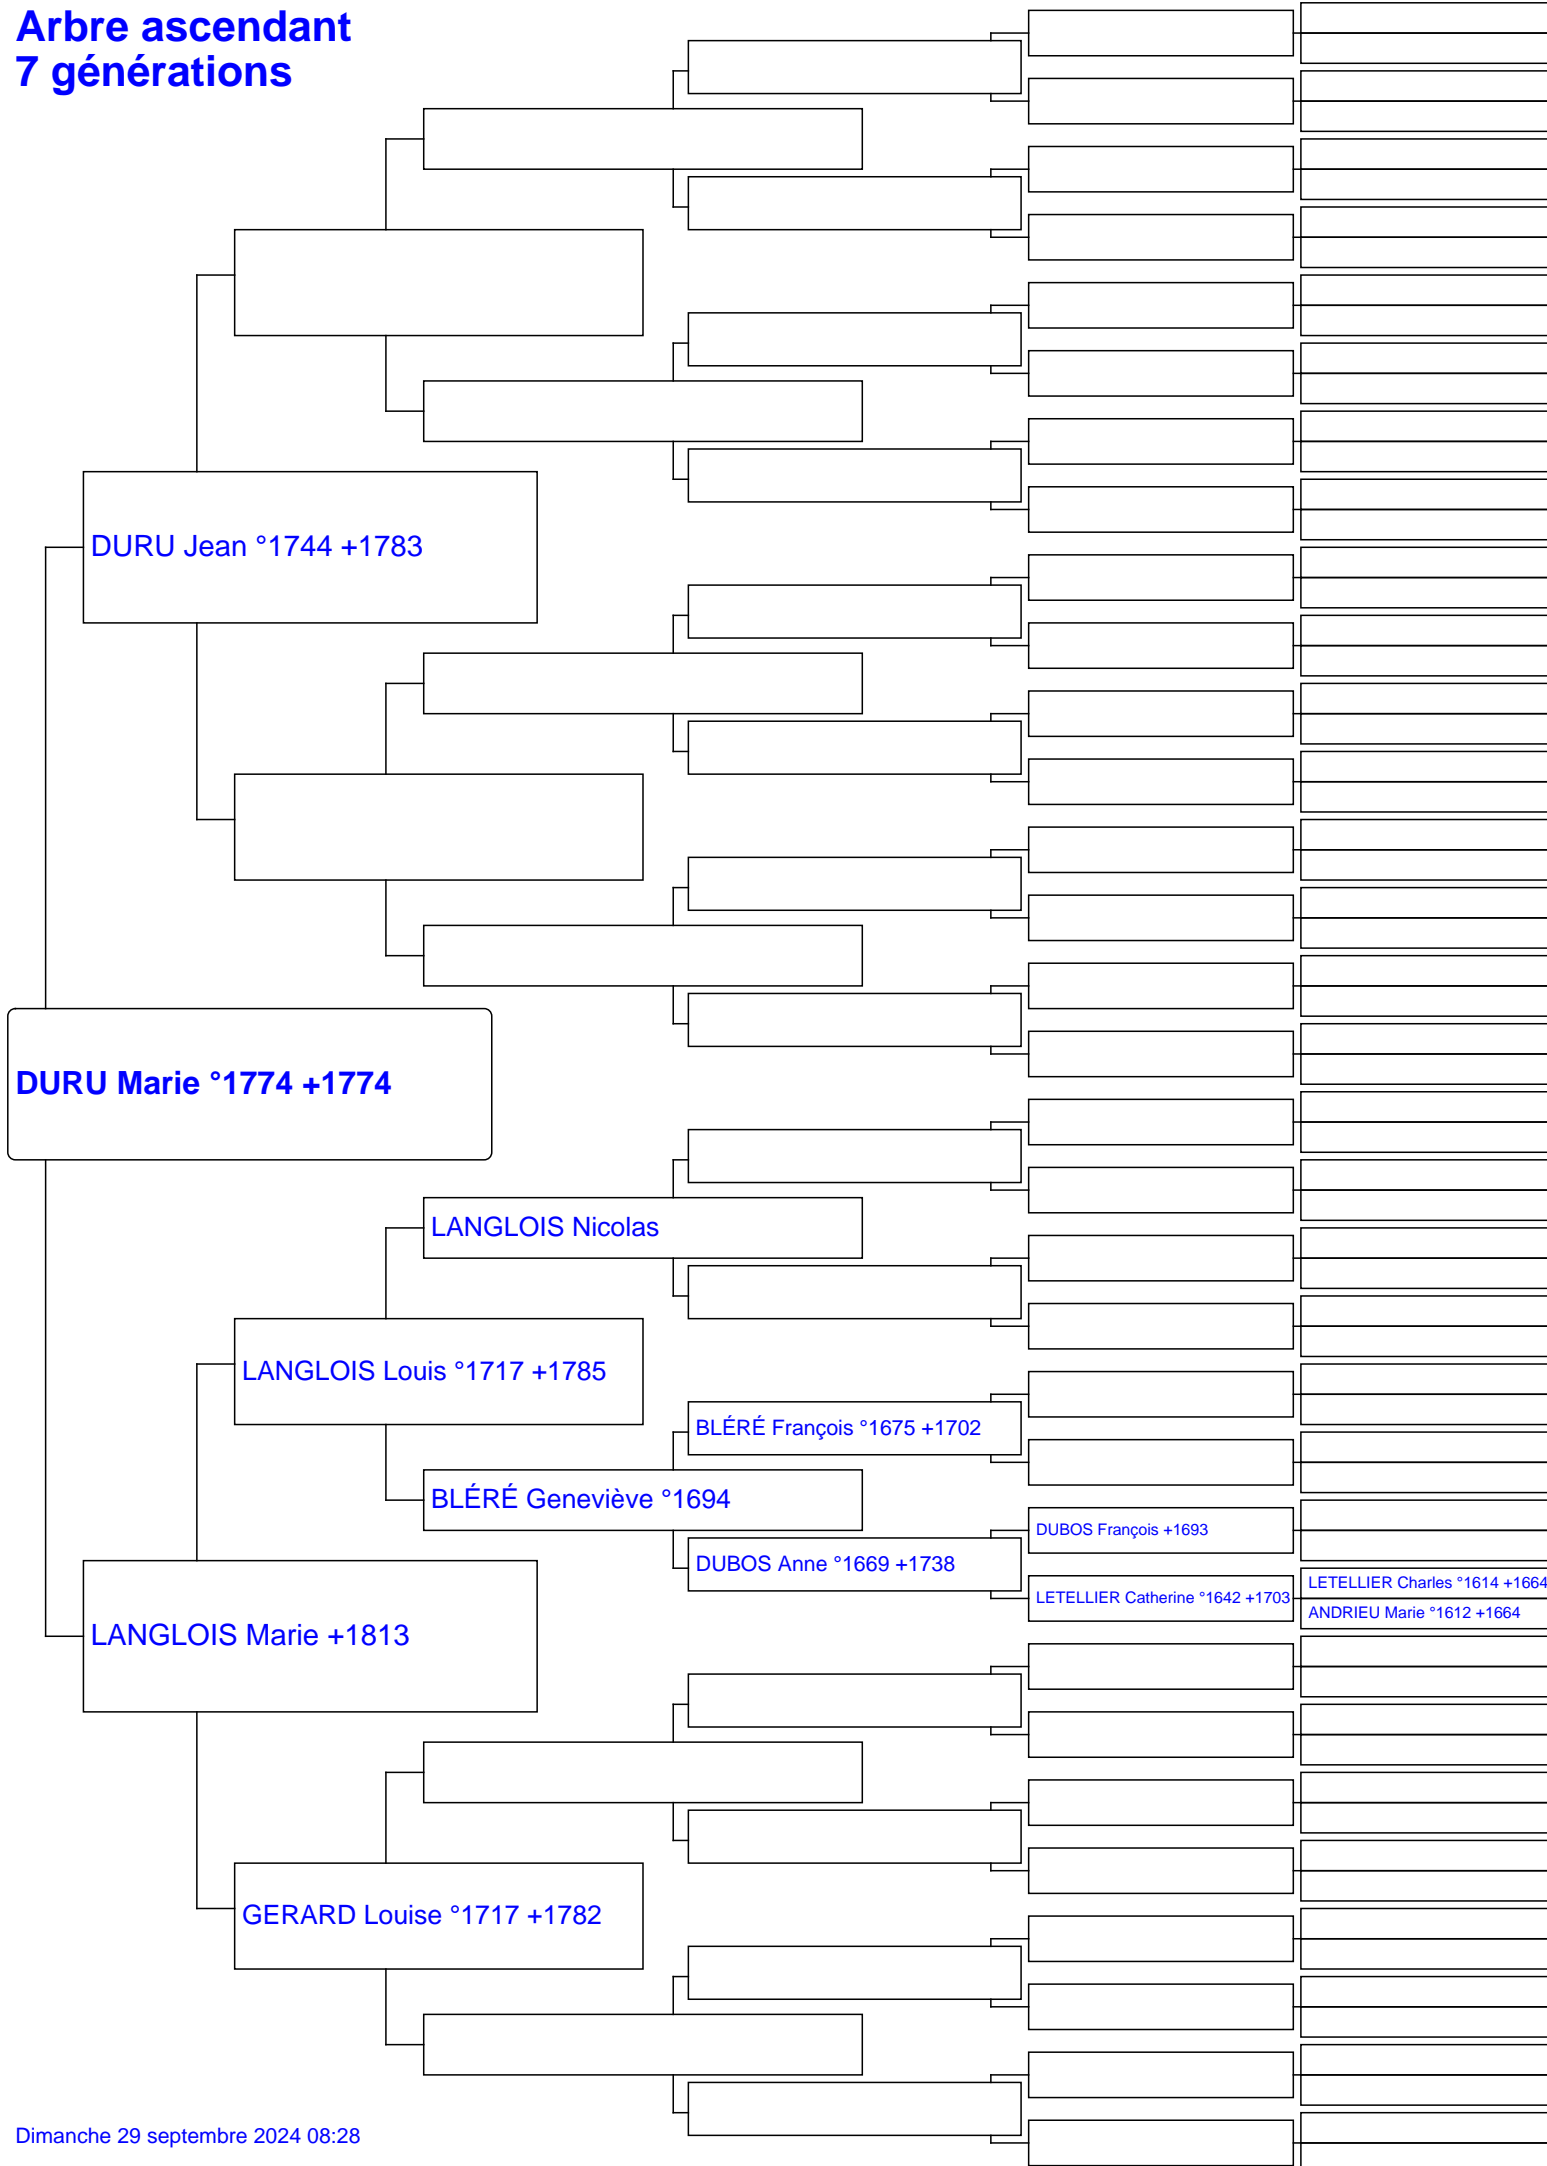 Arbre ascendant
7 générations
DURU Jean °1744 +1783
DURU Marie °1774 +1774
LANGLOIS Nicolas
LANGLOIS Louis °1717 +1785
BLÉRÉ François °1675 +1702
BLÉRÉ Geneviève °1694
DUBOS François +1693
DUBOS Anne °1669 +1738
LETELLIER Charles °1614 +1664
LETELLIER Catherine °1642 +1703
ANDRIEU Marie °1612 +1664
LANGLOIS Marie +1813
GERARD Louise °1717 +1782
Dimanche 29 septembre 2024 08:28